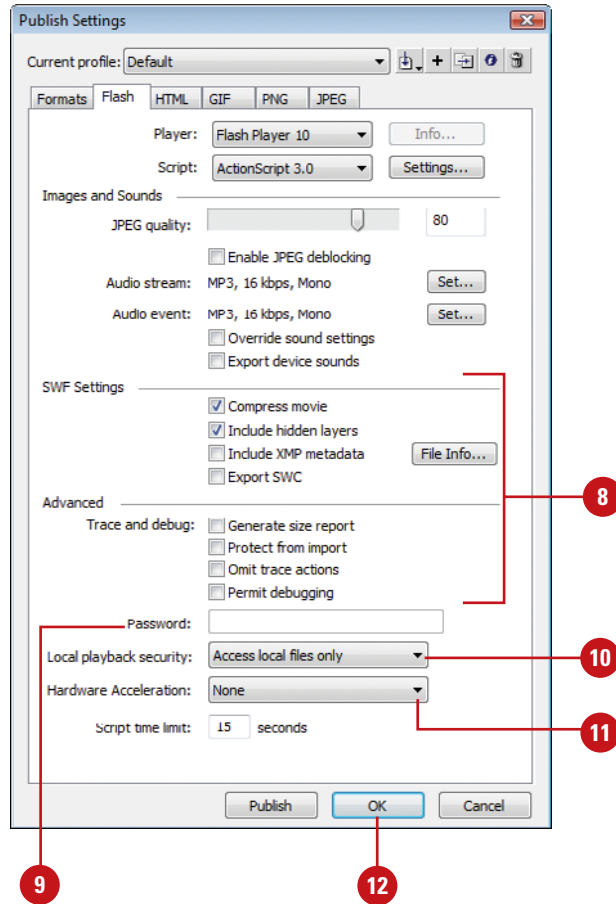 Publish Settings
Current profile: Default
Formats Flash HTML GIF PNG JPEG
Player: Flash Player 10 Info...
Script: ActionScript 3.0 Settings...
Images and Sounds
JPEG quality: 80
Enable JPEG deblocking
Audio stream: MP3, 16 kbps, Mono Set...
Audio event: MP3, 16 kbps, Mono Set...
Override sound settings
Export device sounds
SWF Settings
Compress movie
Include hidden layers
Include XMP metadata File Info...
Export SWC
8
Advanced
Trace and debug: Generate size report
Protect from import
Omit trace actions
Permit debugging
Password:
Local playback security: Access local files only 10
Hardware Acceleration: None
11
Script time limit: 15 seconds
Publish OK Cancel
9 12